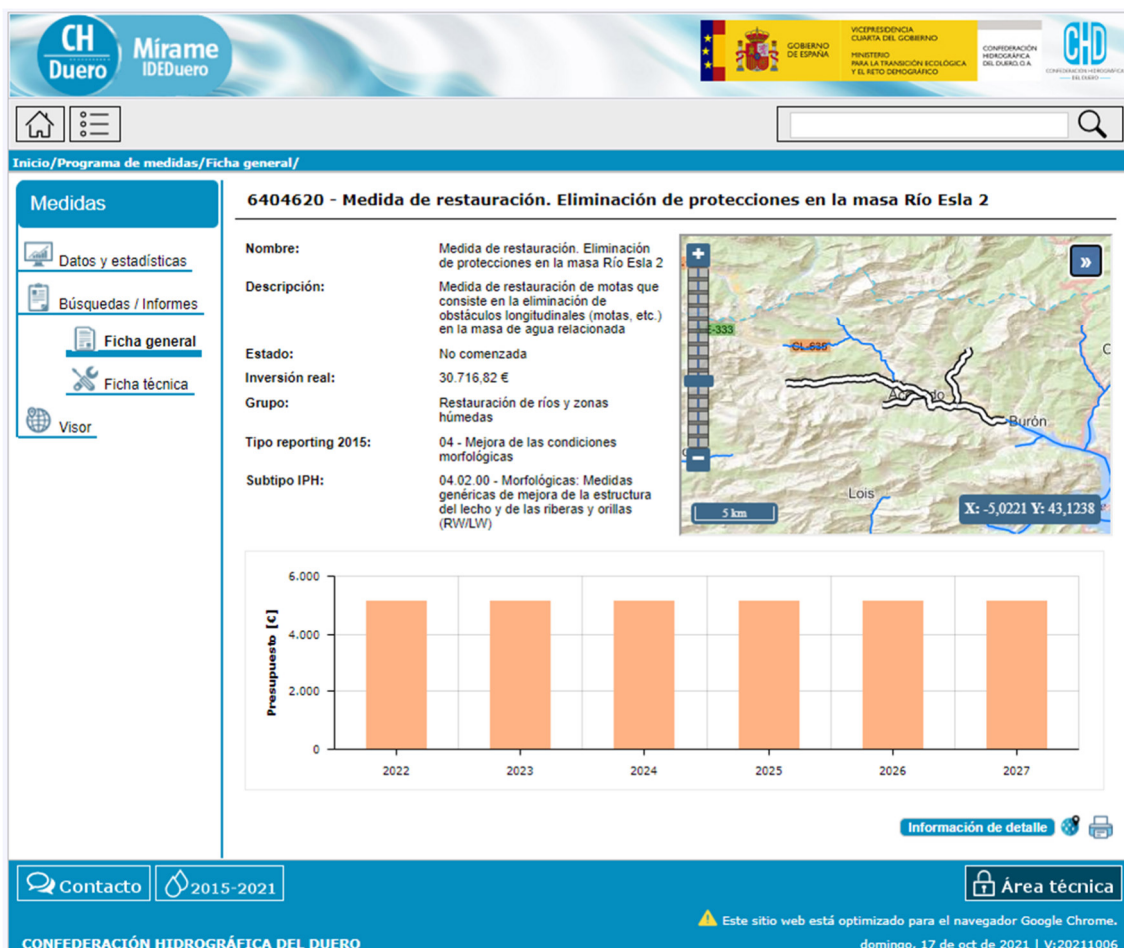 CH
Duero
Mírame
IDEDuero
GOBIERNO
DE ESPAÑA
VICEPRESIDENCIA
CUARTA DEL GOBIERNO
MINISTERIO
PARA LA TRANSICIÓN ECOLÓGICA
Y EL RETO DEMOGRÁFICO
CONFEDERACIÓN
HIDROGRÁFICA
DEL DUERO, O.A.
CHD
CONFEDERACIÓN HIDROGRÁFICA
DEL DUERO
Inicio/Programa de medidas/Ficha general/
Medidas
Datos y estadísticas
Búsquedas / Informes
Ficha general
Ficha técnica
Visor
6404620 - Medida de restauración. Eliminación de protecciones en la masa Río Esla 2
Nombre:
Medida de restauración. Eliminación
de protecciones en la masa Río Esla 2
Descripción:
Medida de restauración de motas que
consiste en la eliminación de
obstáculos longitudinales (motas, etc.)
en la masa de agua relacionada
Estado:
No comenzada
Inversión real:
30.716,82 €
Grupo:
Restauración de ríos y zonas
húmedas
Tipo reporting 2015:
04 - Mejora de las condiciones
morfológicas
Subtipo IPH:
04.02.00 - Morfológicas: Medidas
genéricas de mejora de la estructura
del lecho y de las riberas y orillas
(RW/LW)
+
»
-333
CL-635
Burón
Lois
–
5 km
X: -5,0221 Y: 43,1238
Presupuesto [€]
6.000
4.000
2.000
0
2022
2023
2024
2025
2026
2027
Información de detalle
Contacto
2015-2021
Área técnica
Este sitio web está optimizado para el navegador Google Chrome.
CONFEDERACIÓN HIDROGRÁFICA DEL DUERO
domingo, 17 de oct de 2021 | V:20211006